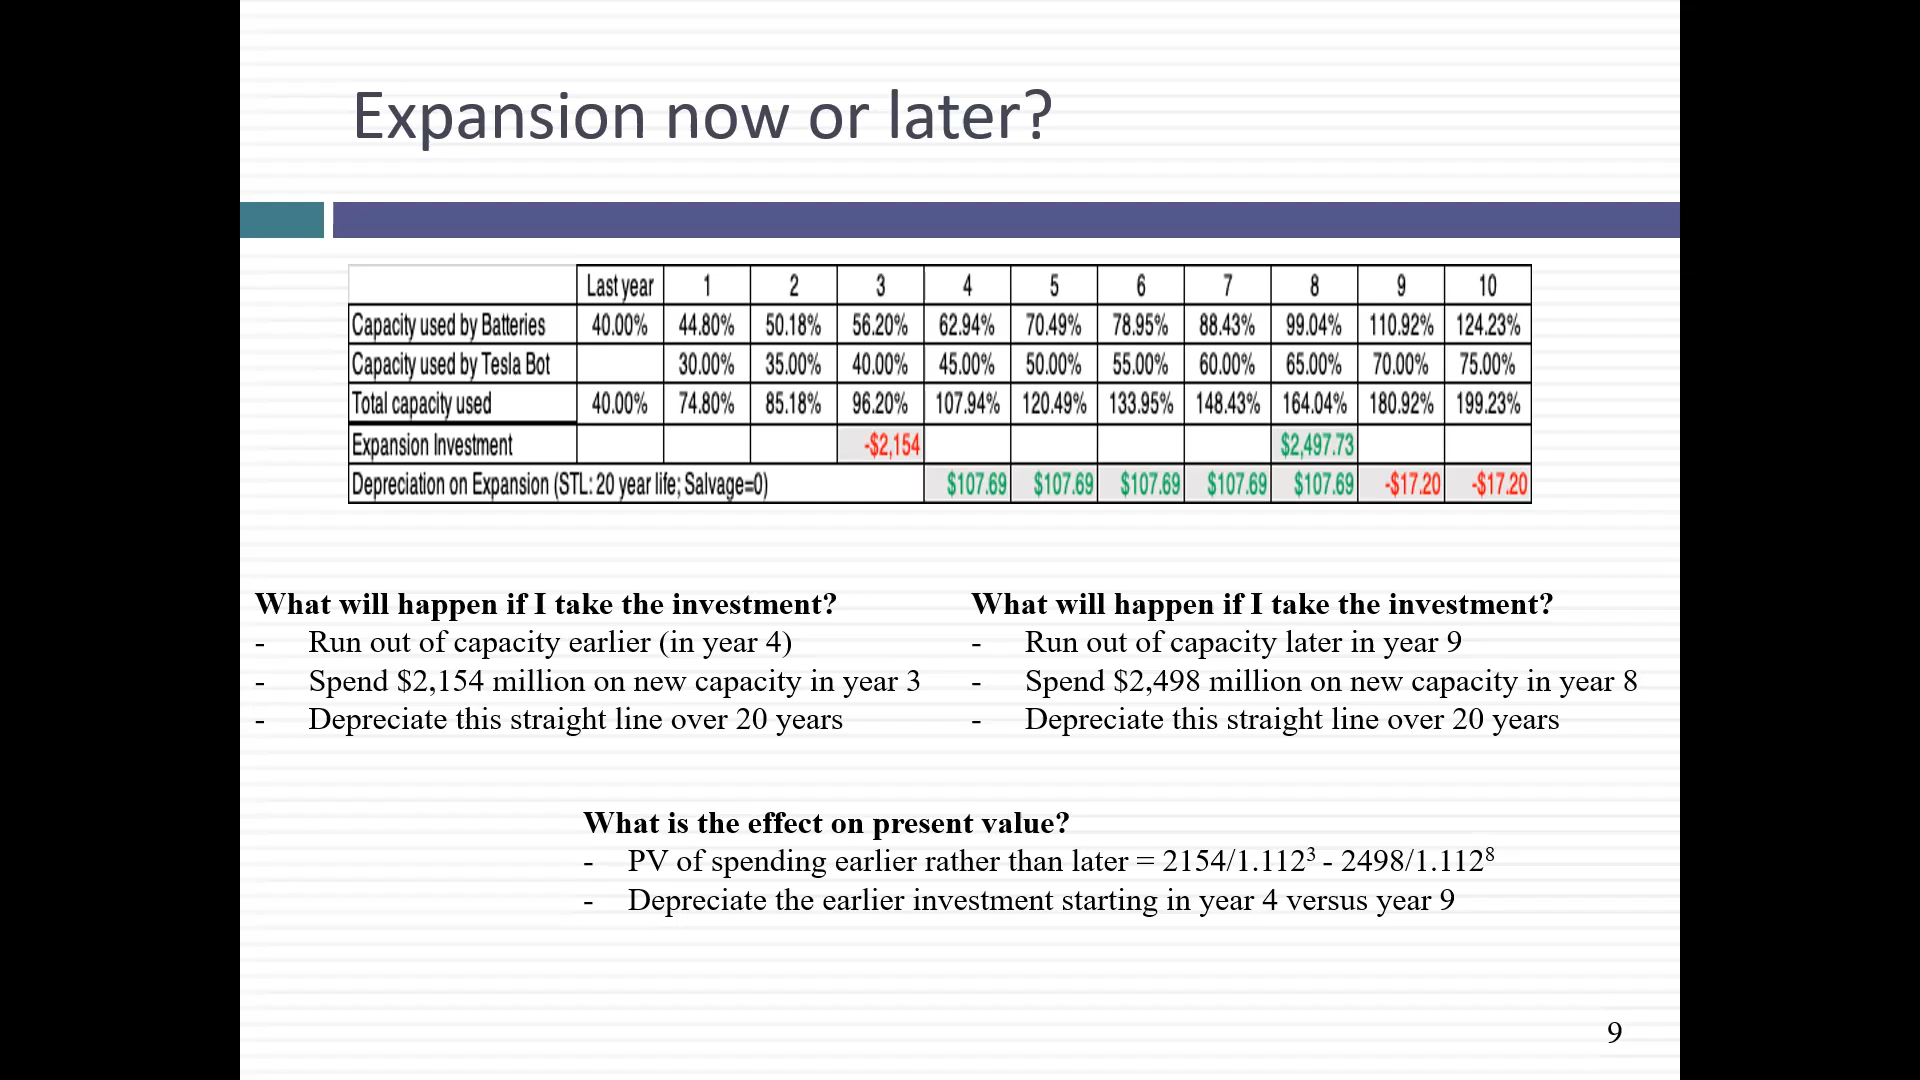 Expansion now or later?
Last year 1 2 3 4 5 6 7 8 9 10
Capacity used by Batteries 40.00% 44.80% 50.18% 56.20% 62.94% 70.49% 78.95% 88.43% 99.04% 110.92% 124.23%
Capacity used by Tesla Bot 30.00% 35.00% 40.00% 45.00% 50.00% 55.00% 60.00% 65.00% 70.00% 75.00%
Total capacity used 40.00% 74.80% 85.18% 96.20% 107.94% 120.49% 133.95% 148.43% 164.04% 180.92% 199.23%
Expansion Investment -$2,154 $2,497.73
Depreciation on Expansion (STL: 20 year life; Salvage=0) $107.69 $107.69 $107.69 $107.69 $107.69 -$17.20 -$17.20
What will happen if I take the investment?
- Run out of capacity earlier (in year 4)
- Spend $2,154 million on new capacity in year 3
- Depreciate this straight line over 20 years
What will happen if I take the investment?
- Run out of capacity later in year 9
- Spend $2,498 million on new capacity in year 8
- Depreciate this straight line over 20 years
What is the effect on present value?
- PV of spending earlier rather than later = 2154/1.112³ - 2498/1.112⁸
- Depreciate the earlier investment starting in year 4 versus year 9
9